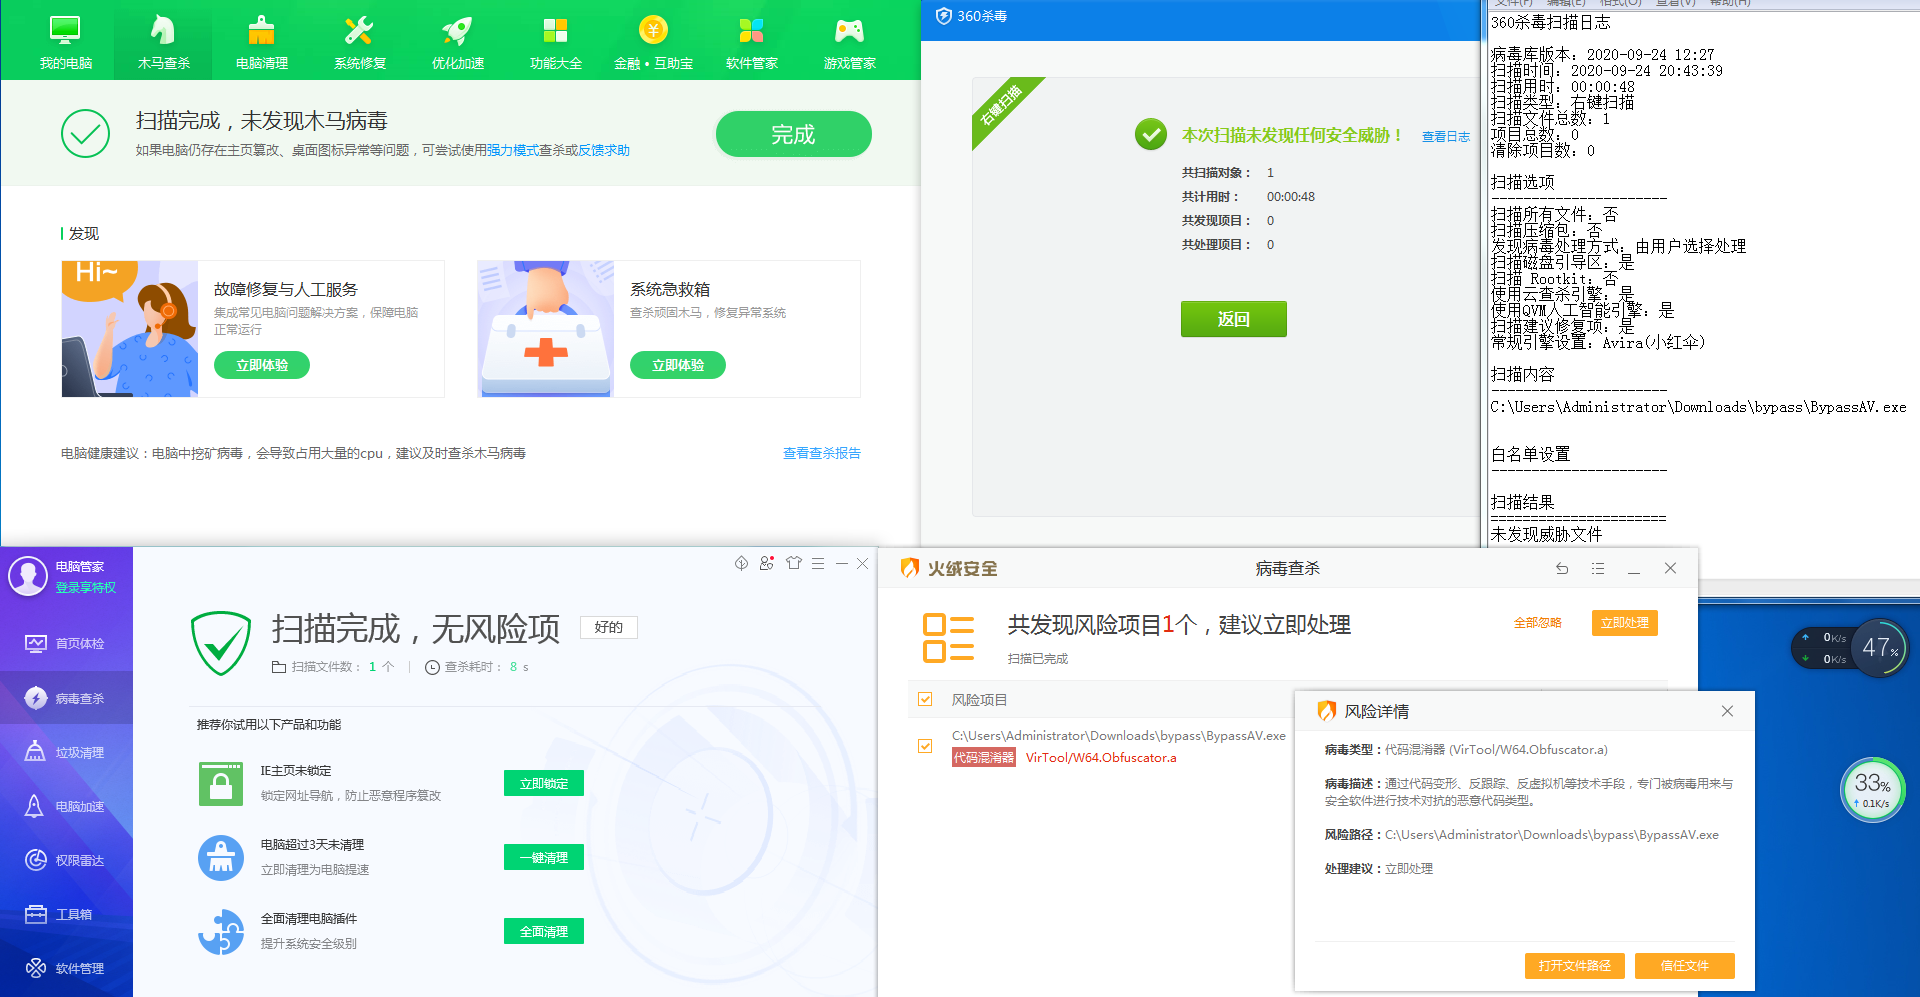 我的电脑
木马查杀
电脑清理
系统修复
优化加速
功能大全
金融•互助宝
软件管家
游戏管家
扫描完成，未发现木马病毒
如果电脑仍存在主页篡改、桌面图标异常等问题，可尝试使用强力模式查杀或反馈求助
完成
发现
Hi~
故障修复与人工服务
集成常见电脑问题解决方案，保障电脑
正常运行
立即体验
系统急救箱
查杀顽固木马，修复异常系统
立即体验
电脑健康建议：电脑中挖矿病毒，会导致占用大量的cpu，建议及时查杀木马病毒
查看查杀报告
360杀毒
右键扫描
本次扫描未发现任何安全威胁！ 查看日志
共扫描对象： 1
共计用时： 00:00:48
共发现项目： 0
共处理项目： 0
返回
文件(F) 编辑(E) 格式(O) 查看(V) 帮助(H)
360杀毒扫描日志
病毒库版本：2020-09-24 12:27
扫描时间：2020-09-24 20:43:39
扫描用时：00:00:48
扫描类型：右键扫描
扫描文件总数：1
项目总数：0
清除项目数：0
扫描选项
----------------------
扫描所有文件：否
扫描压缩包：否
发现病毒处理方式：由用户选择处理
扫描磁盘引导区：是
扫描 Rootkit：否
使用云查杀引擎：是
使用QVM人工智能引擎：是
扫描建议修复项：是
常规引擎设置：Avira(小红伞)
扫描内容
----------------------
C:\Users\Administrator\Downloads\bypass\BypassAV.exe
白名单设置
----------------------
扫描结果
======================
未发现威胁文件
电脑管家
登录享特权
首页体检
病毒查杀
垃圾清理
电脑加速
权限雷达
工具箱
软件管理
扫描完成，无风险项
好的
扫描文件数： 1 个 | 查杀耗时： 8 s
推荐你试用以下产品和功能
IE主页未锁定
锁定网址导航，防止恶意程序篡改
立即锁定
电脑超过3天未清理
立即清理为电脑提速
一键清理
全面清理电脑插件
提升系统安全级别
全面清理
火绒安全
病毒查杀
共发现风险项目1个，建议立即处理
扫描已完成
全部忽略
立即处理
风险项目
C:\Users\Administrator\Downloads\bypass\BypassAV.exe
代码混淆器 VirTool/W64.Obfuscator.a
风险详情
病毒类型：代码混淆器 (VirTool/W64.Obfuscator.a)
病毒描述：通过代码变形、反跟踪、反虚拟机等技术手段，专门被病毒用来与
安全软件进行技术对抗的恶意代码类型。
风险路径：C:\Users\Administrator\Downloads\bypass\BypassAV.exe
处理建议：立即处理
打开文件路径
信任文件
0K/s
0K/s
47%
33%
0.1K/s